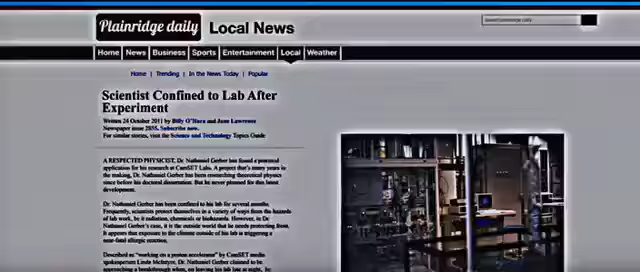 Plainridge daily
Local News
Home News Business Sports Entertainment Local Weather
Home | Trending | In the News Today | Popular
Scientist Confined to Lab After
Experiment
Written 24 October 2011 by Billy O'Hara and Jane Lawrence
Newspaper issue 2855. Subscribe now.
For similar stories, visit the Science and Technology Topics Guide
A RESPECTED PHYSICIST, Dr. Nathaniel Gerber has found a practical
application for his research at CamSET Labs. A project that's many years in
the making, Dr. Nathaniel Gerber has been researching theoretical physics
since before his doctoral dissertation. But he never planned for this latest
development.
Dr. Nathaniel Gerber has been confined to his lab for several months.
Frequently, scientists protect themselves in a variety of ways from the hazards
of lab work, be it radiation, chemicals or biohazards. However, in Dr
Nathaniel Gerber's case, it is the outside world that he needs protecting from.
It appears that exposure to the climate outside of his lab is triggering a
near-fatal allergic reaction.
Described as "working on a proton accelerator" by CamSET media
spokesperson Linda McIntyre, Dr. Nathaniel Gerber claimed to be
approaching a breakthrough when, on leaving his lab late at night, he